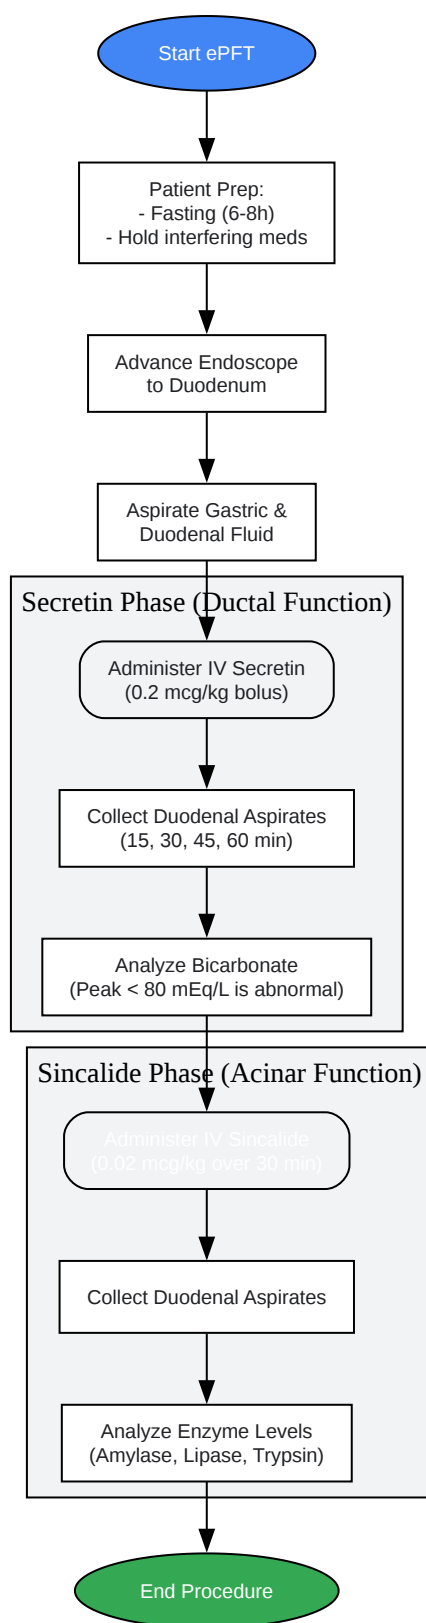 Start ePFT
Patient Prep:
- Fasting (6-8h)
- Hold interfering meds
Advance Endoscope
to Duodenum
Aspirate Gastric &
Duodenal Fluid
Secretin Phase (Ductal Function)
Administer IV Secretin
(0.2 mcg/kg bolus)
Collect Duodenal Aspirates
(15, 30, 45, 60 min)
Analyze Bicarbonate
(Peak < 80 mEq/L is abnormal)
Sincalide Phase (Acinar Function)
Administer IV Sincalide
(0.02 mcg/kg over 30 min)
Collect Duodenal Aspirates
Analyze Enzyme Levels
(Amylase, Lipase, Trypsin)
End Procedure